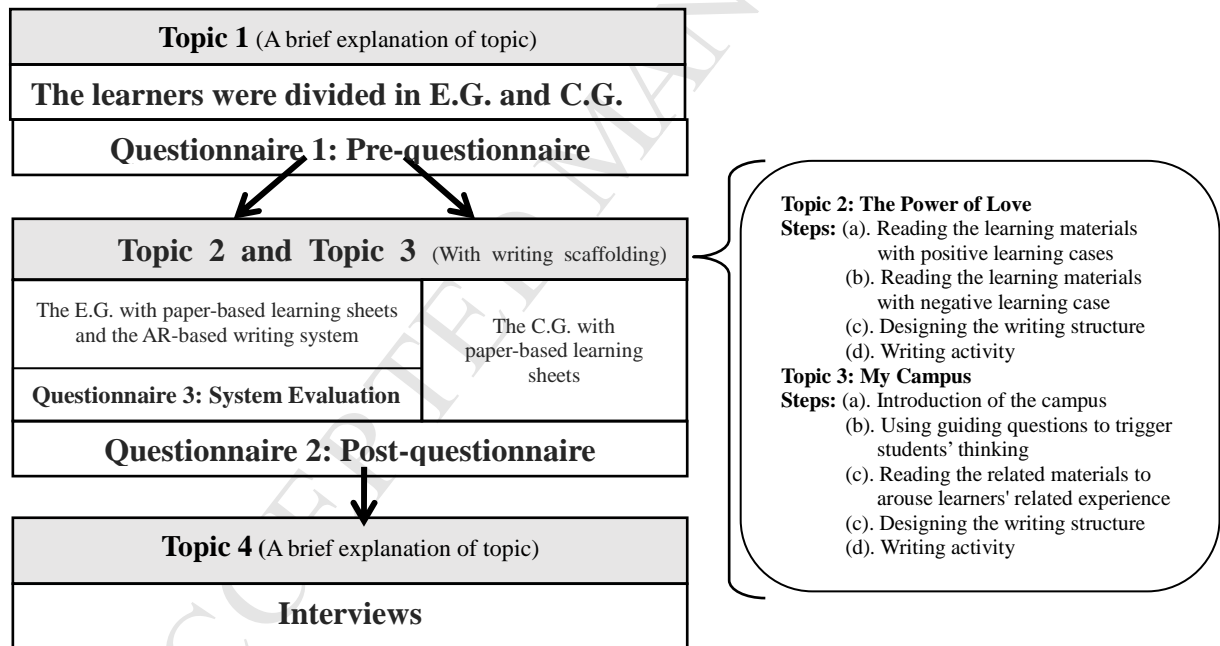 Topic 1 (A brief explanation of topic)
The learners were divided in E.G. and C.G.
Questionnaire 1: Pre-questionnaire
Topic 2 and Topic 3 (With writing scaffolding)
The E.G. with paper-based learning sheets
and the AR-based writing system
Questionnaire 3: System Evaluation
The C.G. with
paper-based learning
sheets
Questionnaire 2: Post-questionnaire
Topic 4 (A brief explanation of topic)
Interviews
Topic 2: The Power of Love
Steps: (a). Reading the learning materials
with positive learning cases
(b). Reading the learning materials
with negative learning case
(c). Designing the writing structure
(d). Writing activity
Topic 3: My Campus
Steps: (a). Introduction of the campus
(b). Using guiding questions to trigger
students’ thinking
(c). Reading the related materials to
arouse learners' related experience
(c). Designing the writing structure
(d). Writing activity